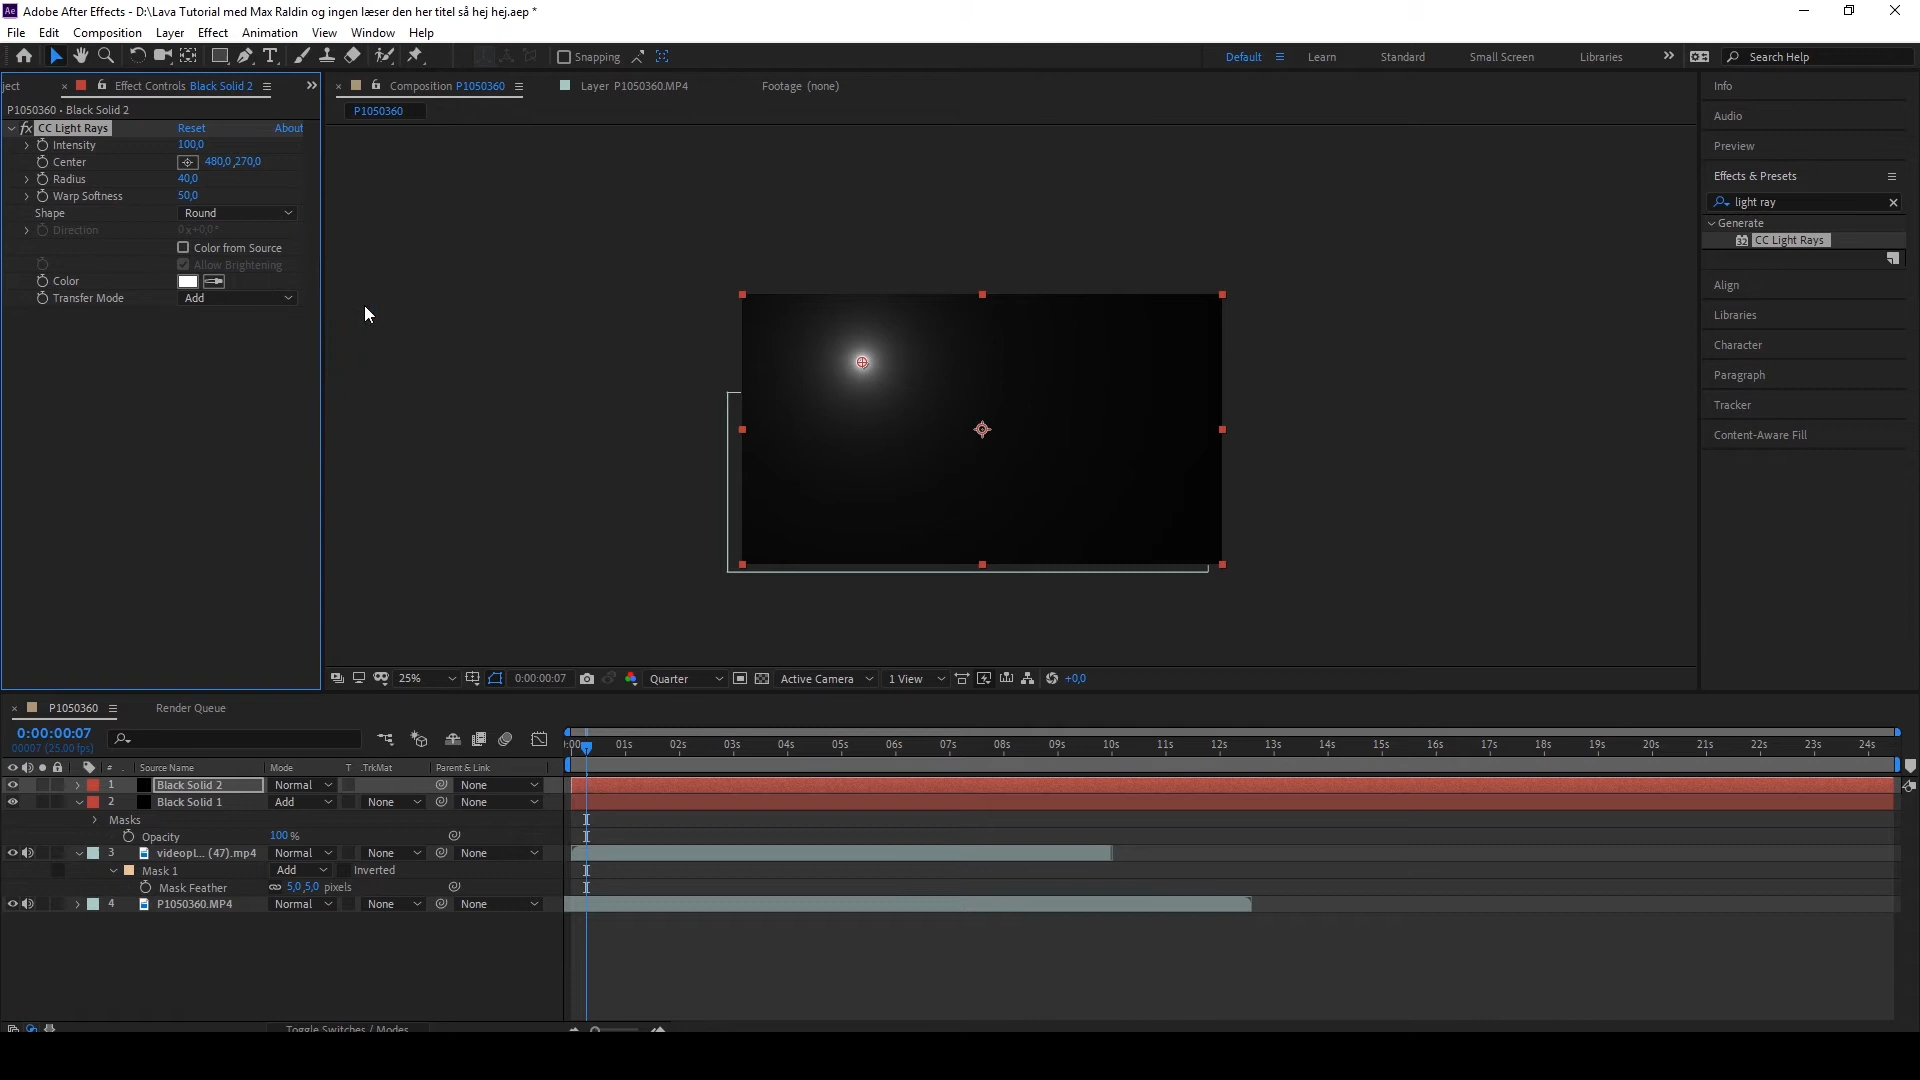 Ae Adobe After Effects - D:\Lava Tutorial med Max Raldin og ingen læser den her titel så hej hej.aep *
File Edit Composition Layer Effect Animation View Window Help
Snapping Default Learn Standard Small Screen Libraries Search Help
ject Effect Controls Black Solid 2
P1050360 • Black Solid 2
fx CC Light Rays Reset About
Intensity 100,0
Center 480,0 ,270,0
Radius 40,0
Warp Softness 50,0
Shape Round
Direction 0 x +0,0°
Color from Source
Allow Brightening
Color
Transfer Mode Add
Composition P1050360 Layer P1050360.MP4 Footage (none)
P1050360
25% 0:00:00:07 Quarter Active Camera 1 View +0,0
Info
Audio
Preview
Effects & Presets
light ray
Generate
32 CC Light Rays
Align
Libraries
Character
Paragraph
Tracker
Content-Aware Fill
P1050360 Render Queue
0:00:00:07
00007 (25.00 fps)
:00 01s 02s 03s 04s 05s 06s 07s 08s 09s 10s 11s 12s 13s 14s 15s 16s 17s 18s 19s 20s 21s 22s 23s 24s
# Source Name Mode T .TrkMat Parent & Link
1 Black Solid 2 Normal None
2 Black Solid 1 Add None None
Masks
Opacity 100 %
3 videopl... (47).mp4 Normal None None
Mask 1 Add Inverted
Mask Feather 5,0 ,5,0 pixels
4 P1050360.MP4 Normal None None
Toggle Switches / Modes